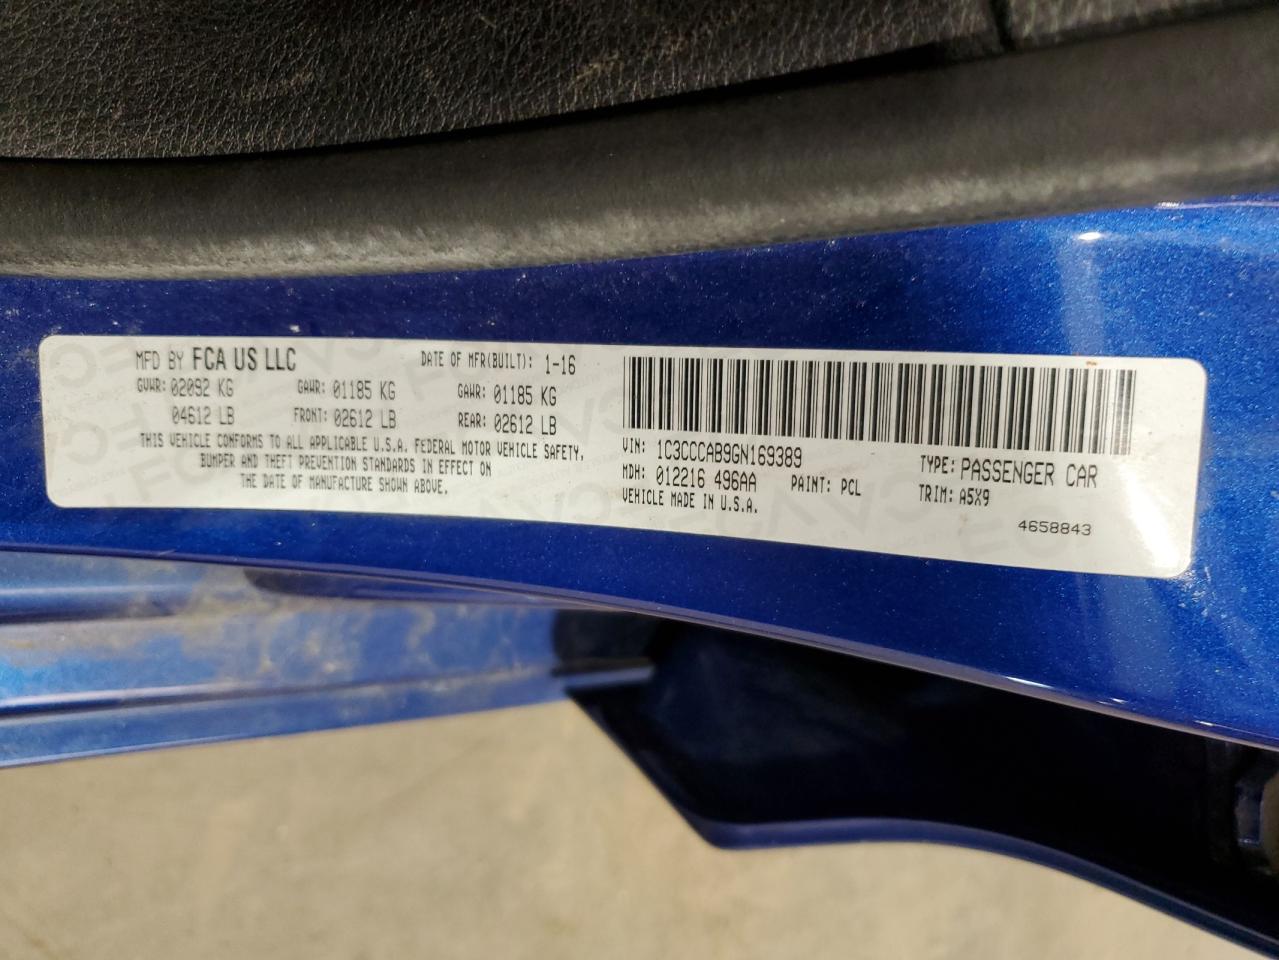 MFD BY FCA US LLC DATE OF MFR(BUILT): 1-16
GVWR: 02092 KG GAWR: 01185 KG GAWR: 01185 KG
04612 LB FRONT: 02612 LB REAR: 02612 LB
THIS VEHICLE CONFORMS TO ALL APPLICABLE U.S.A. FEDERAL MOTOR VEHICLE SAFETY,
BUMPER AND THEFT PREVENTION STANDARDS IN EFFECT ON
THE DATE OF MANUFACTURE SHOWN ABOVE.
VIN: 1C3CCCAB9GN169389 TYPE: PASSENGER CAR
MDH: 012216 496AA PAINT: PCL TRIM: A5X9
VEHICLE MADE IN U.S.A.
4658843